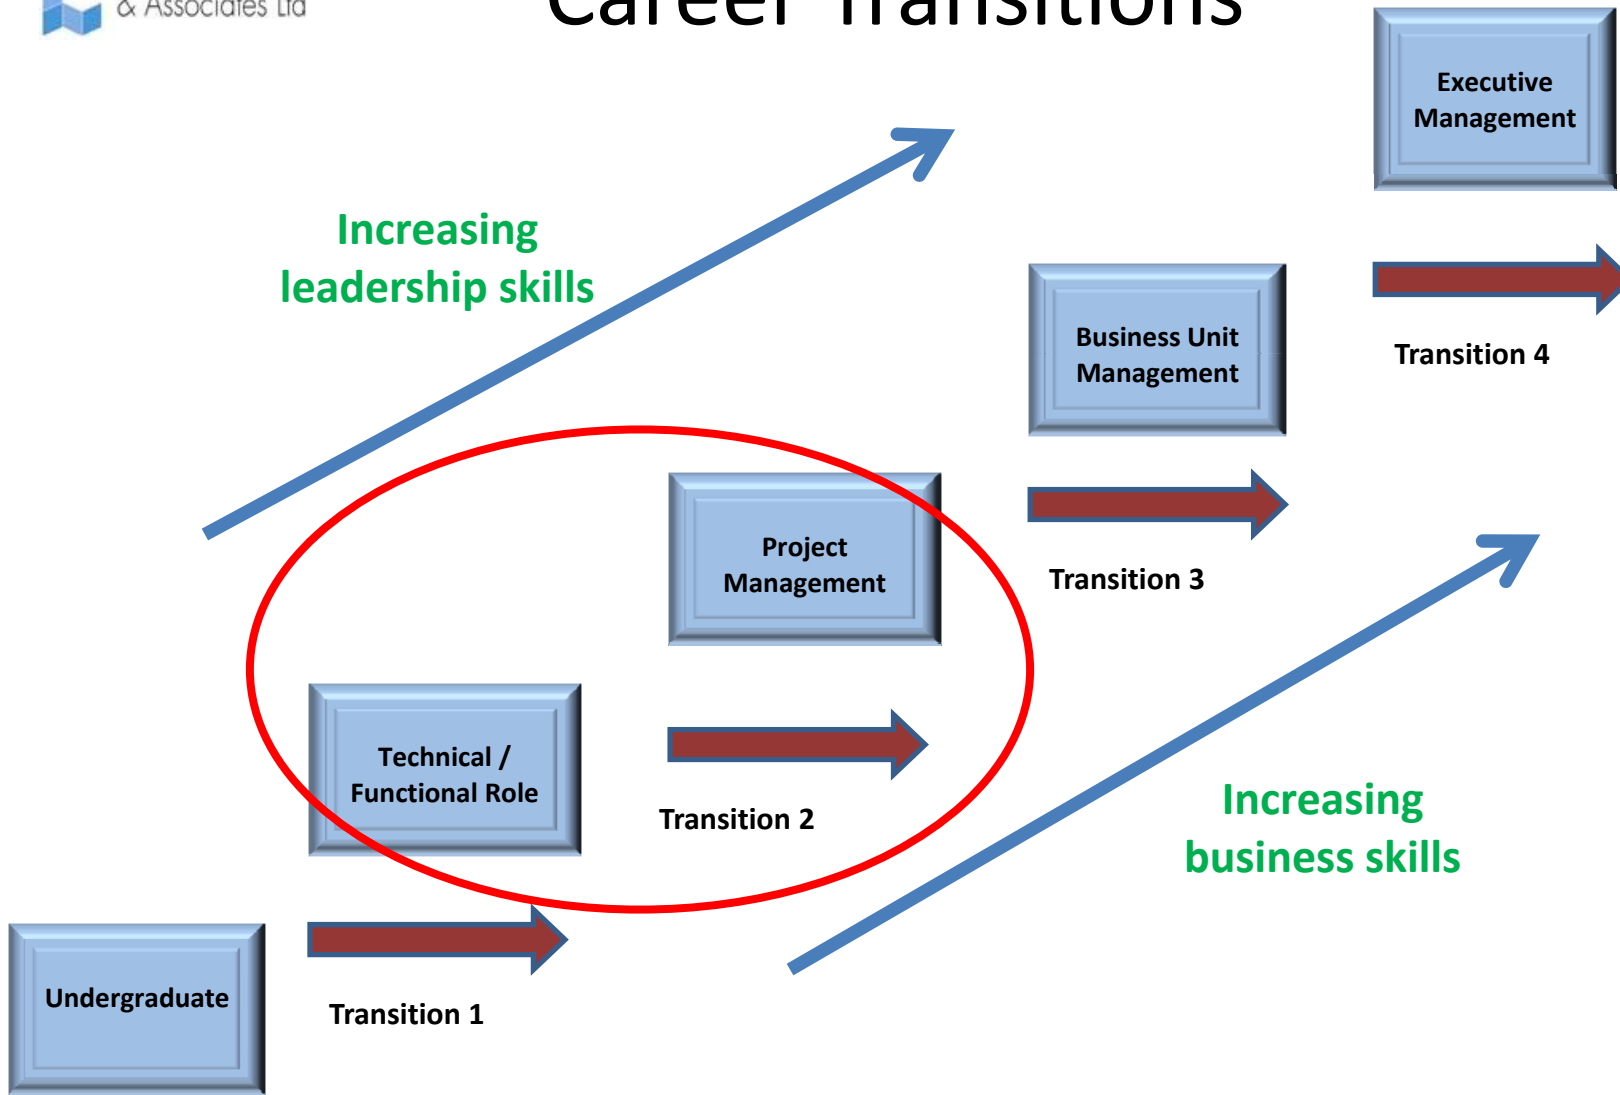 & Associates Ltd
Career Transitions
Executive
Management
Increasing
leadership skills
Business Unit
Management
Transition 4
Project
Management
Transition 3
Technical /
Functional Role
Transition 2
Increasing
business skills
Undergraduate
Transition 1